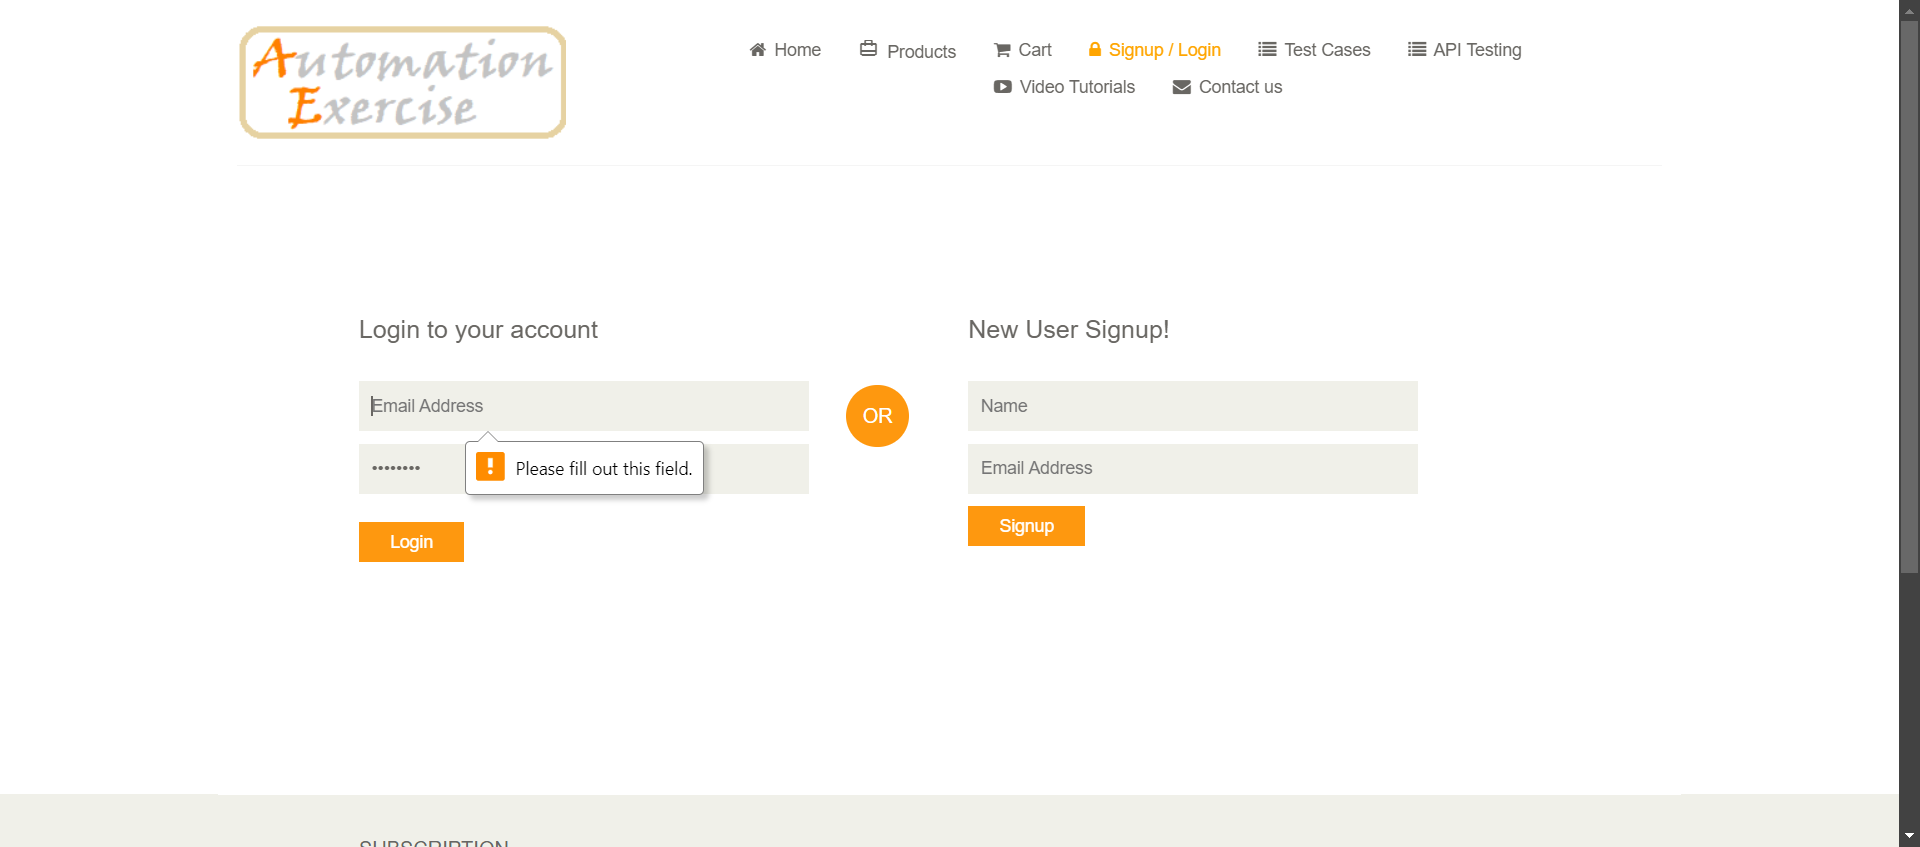 Automation
Exercise
Home
Products
Cart
Signup / Login
Test Cases
API Testing
Video Tutorials
Contact us
Login to your account
New User Signup!
Email Address
OR
Name
••••••••
Please fill out this field.
Email Address
Login
Signup
SUBSCRIPTION